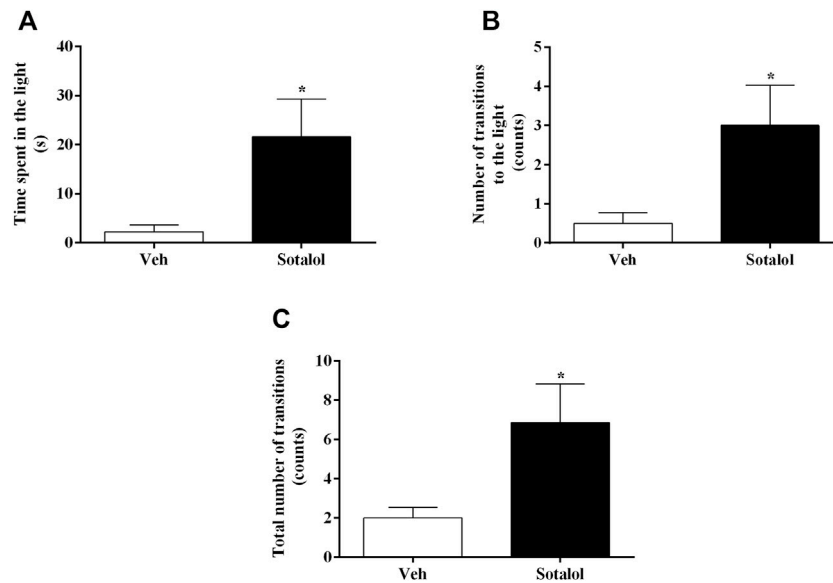 A
Time spent in the light
(s)
40
30
20
10
0
*
Veh
Sotalol
B
Number of transitions
to the light
(counts)
5
4
3
2
1
0
*
Veh
Sotalol
C
Total number of transitions
(counts)
10
8
6
4
2
0
*
Veh
Sotalol